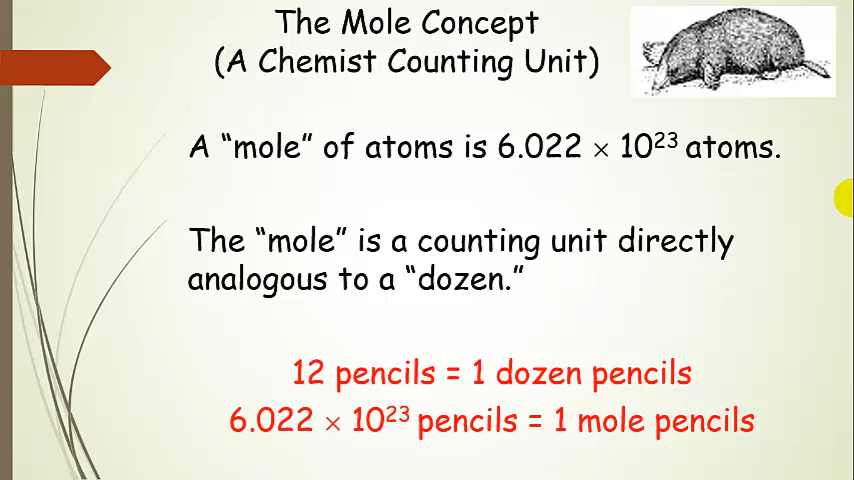 The Mole Concept
(A Chemist Counting Unit)
A “mole” of atoms is 6.022 × 10²³ atoms.
The “mole” is a counting unit directly
analogous to a “dozen.”
12 pencils = 1 dozen pencils
6.022 × 10²³ pencils = 1 mole pencils